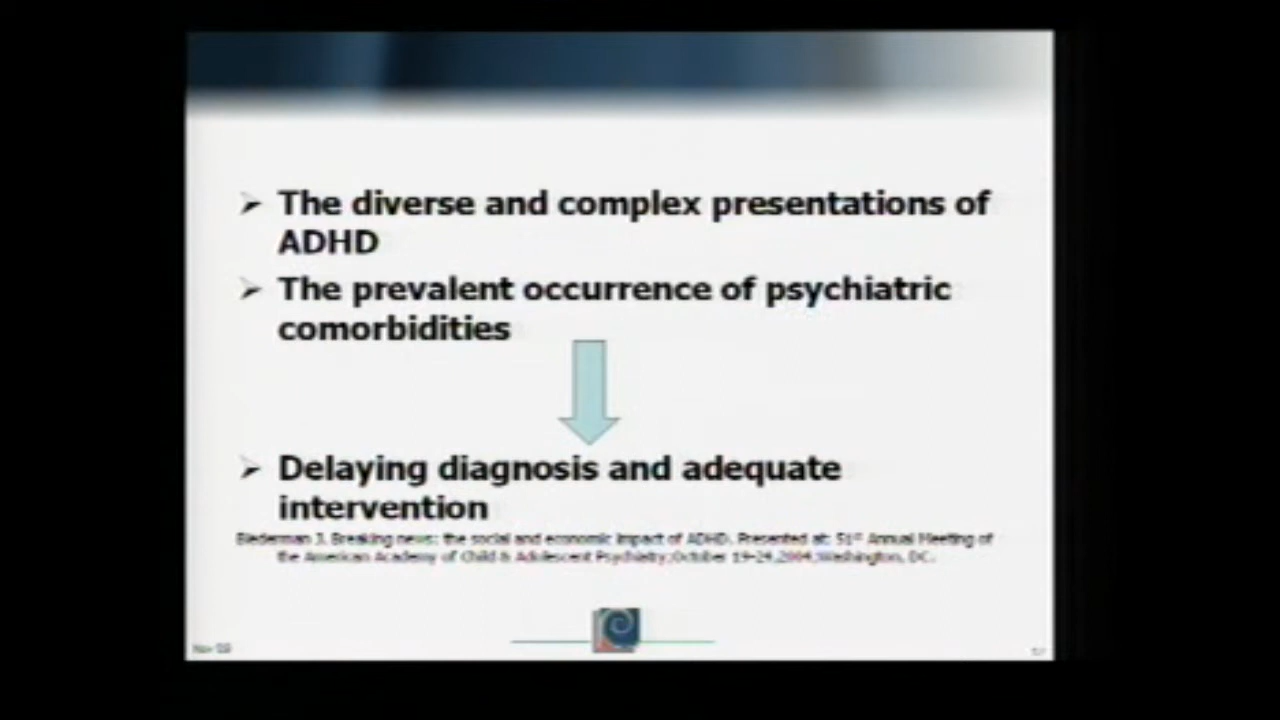 ➢ The diverse and complex presentations of
ADHD
➢ The prevalent occurrence of psychiatric
comorbidities
➢ Delaying diagnosis and adequate
intervention
Biederman J. Breaking news: the social and economic impact of ADHD. Presented at: 51st Annual Meeting of
the American Academy of Child & Adolescent Psychiatry;October 19-24,2004;Washington, DC.